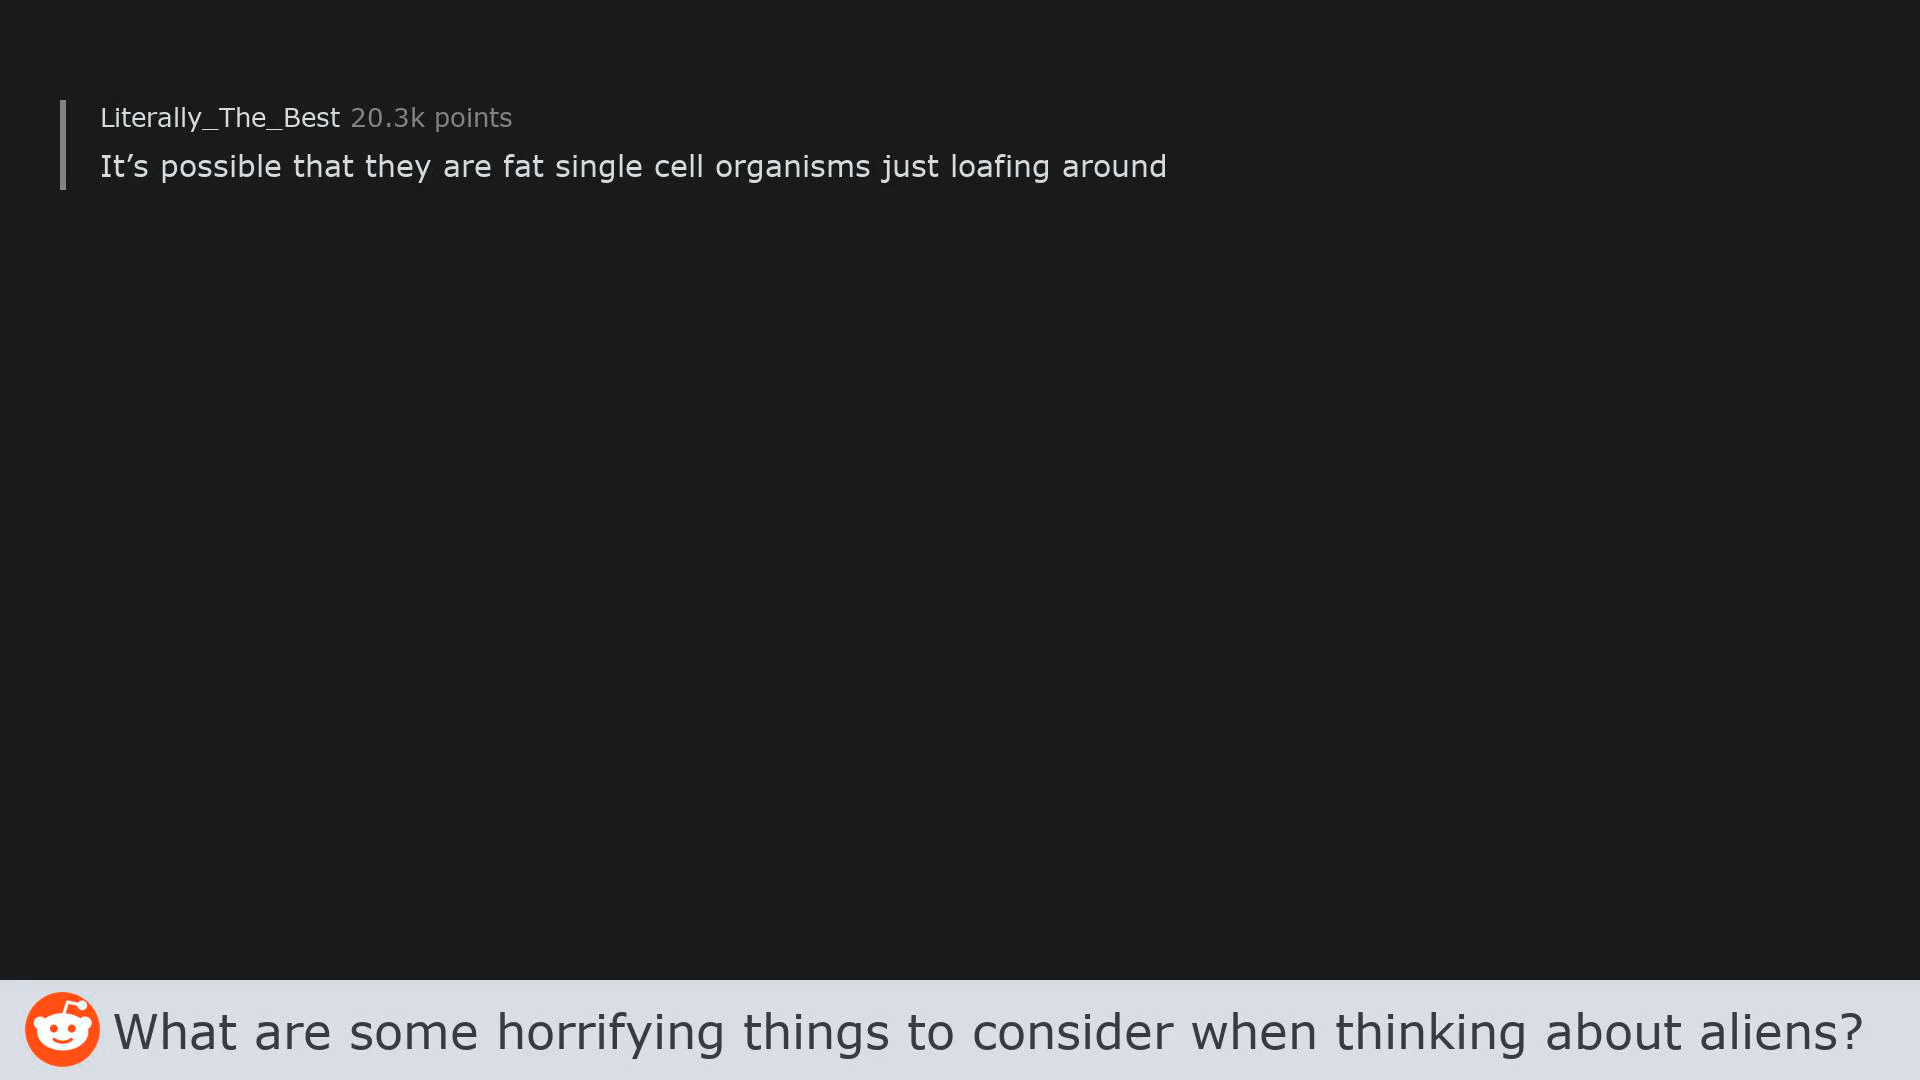 Literally_The_Best 20.3k points
It’s possible that they are fat single cell organisms just loafing around
What are some horrifying things to consider when thinking about aliens?